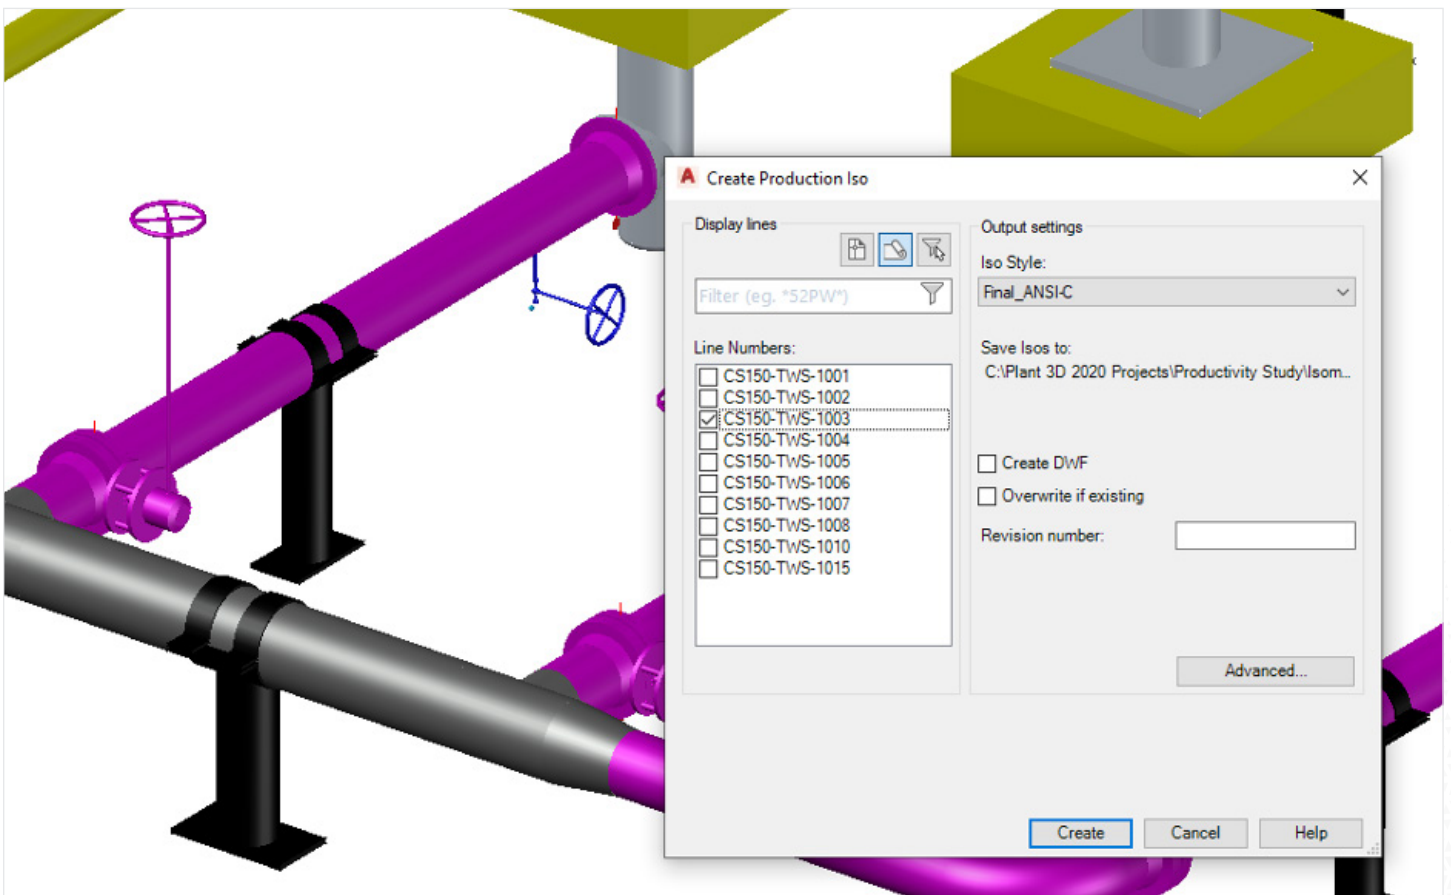 Create Production Iso
Display lines
Filter (eg. *52PW*)
Line Numbers:
CS150-TWS-1001
CS150-TWS-1002
CS150-TWS-1003
CS150-TWS-1004
CS150-TWS-1005
CS150-TWS-1006
CS150-TWS-1007
CS150-TWS-1008
CS150-TWS-1010
CS150-TWS-1015
Output settings
Iso Style:
Final_ANSI-C
Save Isos to:
C:\Plant 3D 2020 Projects\Productivity Study\Isom...
Create DWF
Overwrite if existing
Revision number:
Advanced...
Create Cancel Help